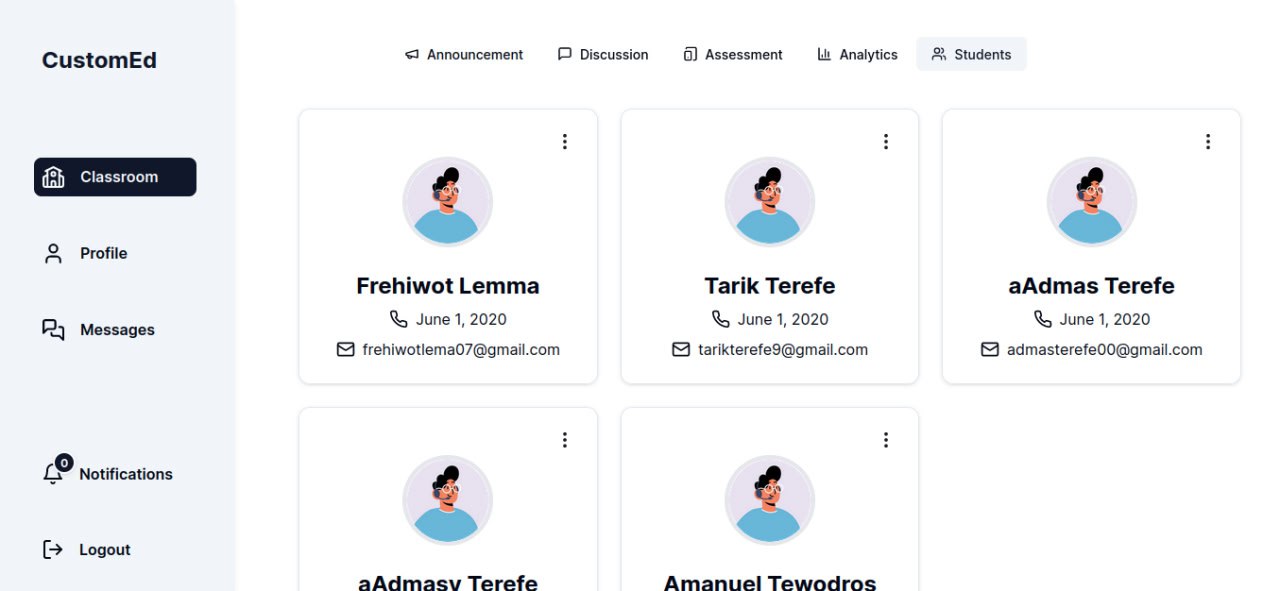 CustomEd
Announcement
Discussion
Assessment
Analytics
Students
Classroom
Profile
Messages
0
Notifications
Logout
Frehiwot Lemma
June 1, 2020
frehiwotlema07@gmail.com
Tarik Terefe
June 1, 2020
tarikterefe9@gmail.com
aAdmas Terefe
June 1, 2020
admasterefe00@gmail.com
aAdmasy Terefe
Amanuel Tewodros